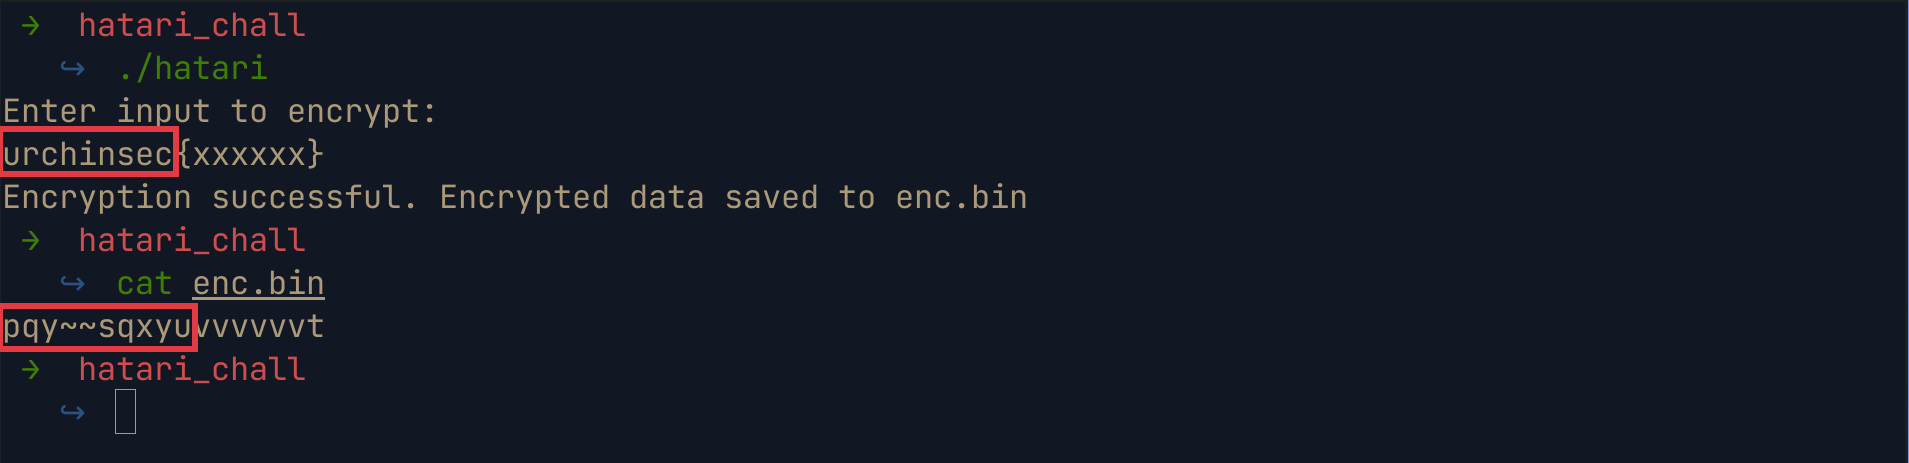 → hatari_chall
↪ ./hatari
Enter input to encrypt:
urchinsec{xxxxxx}
Encryption successful. Encrypted data saved to enc.bin
→ hatari_chall
↪ cat enc.bin
pqy~~sqxyuvvvvvvt
→ hatari_chall
↪